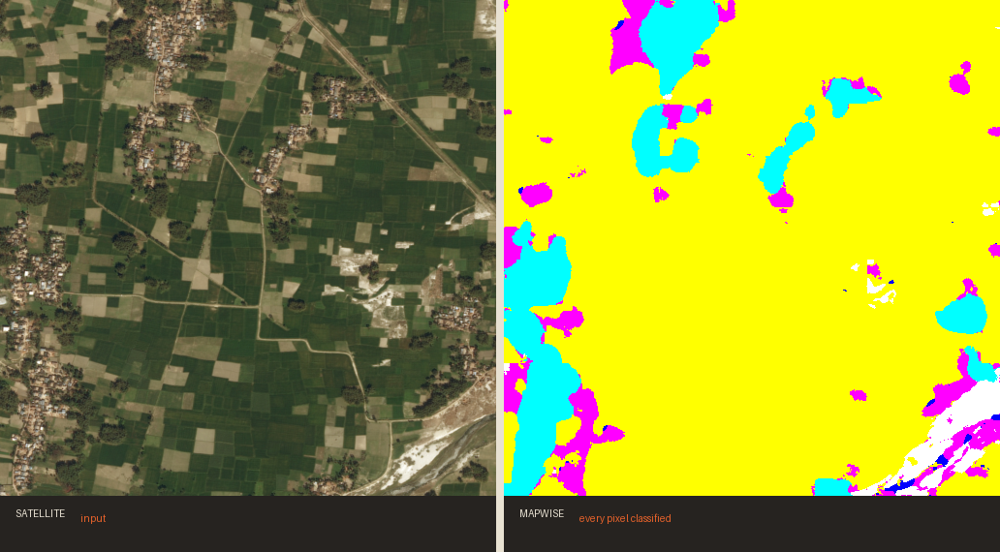 SATELLITE input
MAPWISE every pixel classified